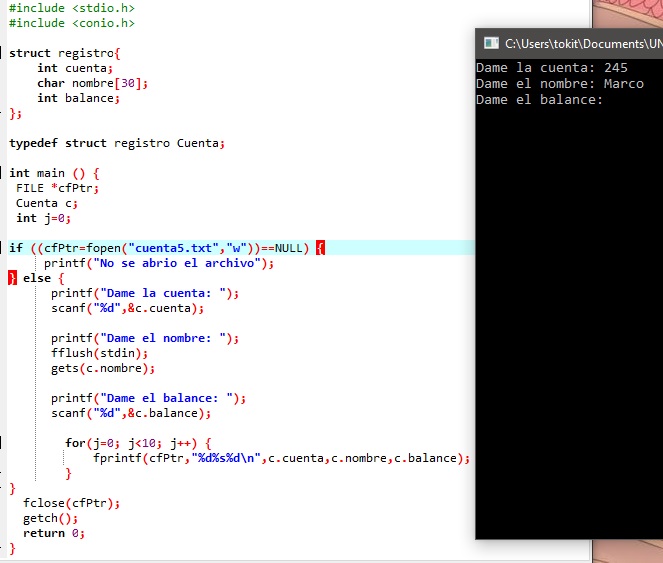 #include <stdio.h>
#include <conio.h>
struct registro{
int cuenta;
char nombre[30];
int balance;
};
typedef struct registro Cuenta;
int main () {
FILE *cfPtr;
Cuenta c;
int j=0;
if ((cfPtr=fopen("cuenta5.txt","w"))==NULL) {
printf("No se abrio el archivo");
} else {
printf("Dame la cuenta: ");
scanf("%d",&c.cuenta);
printf("Dame el nombre: ");
fflush(stdin);
gets(c.nombre);
printf("Dame el balance: ");
scanf("%d",&c.balance);
for(j=0; j<10; j++) {
fprintf(cfPtr,"%d%s%d\n",c.cuenta,c.nombre,c.balance);
}
}
fclose(cfPtr);
getch();
return 0;
}
C:\Users\tokit\Documents\UN
Dame la cuenta: 245
Dame el nombre: Marco
Dame el balance: